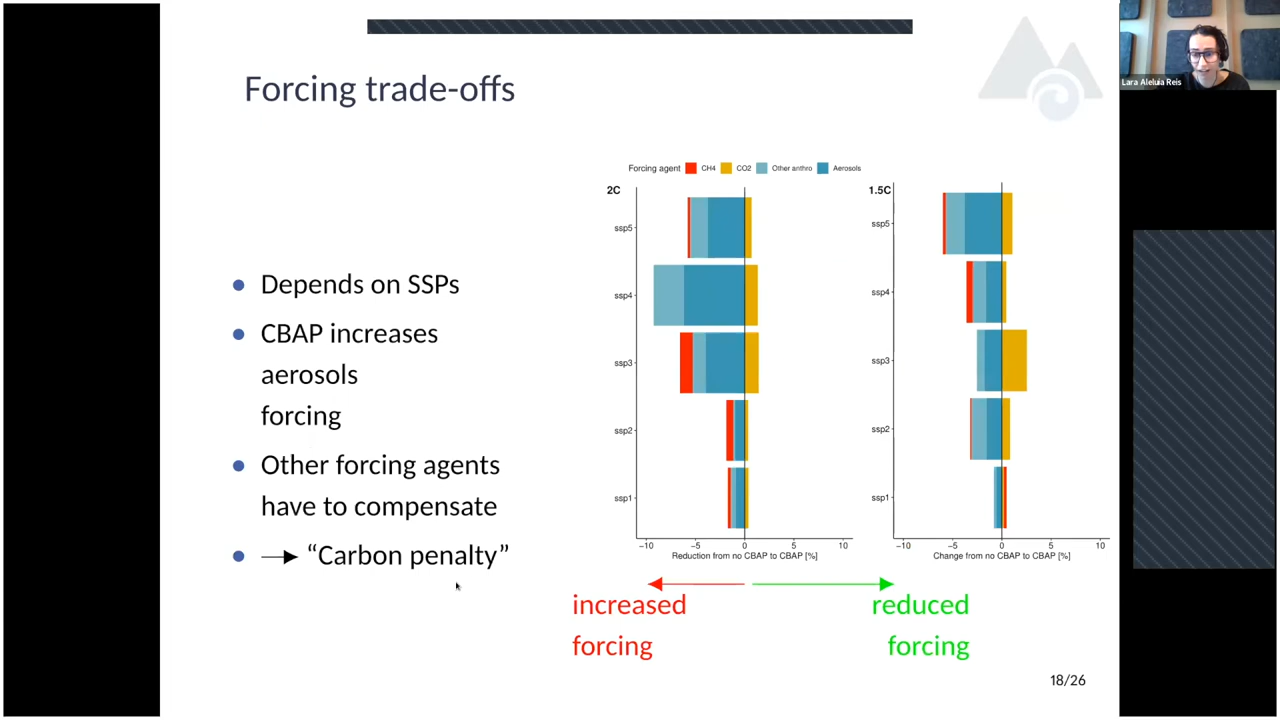 Lara Aleluia Reis
Forcing trade-offs
Depends on SSPs
CBAP increases
aerosols
forcing
Other forcing agents
have to compensate
“Carbon penalty”
Forcing agent CH4 CO2 Other anthro Aerosols
2C
ssp5
ssp4
ssp3
ssp2
ssp1
−10 −5 0 5 10
Reduction from no CBAP to CBAP [%]
1.5C
ssp5
ssp4
ssp3
ssp2
ssp1
−10 −5 0 5 10
Change from no CBAP to CBAP [%]
increased
forcing
reduced
forcing
18/26